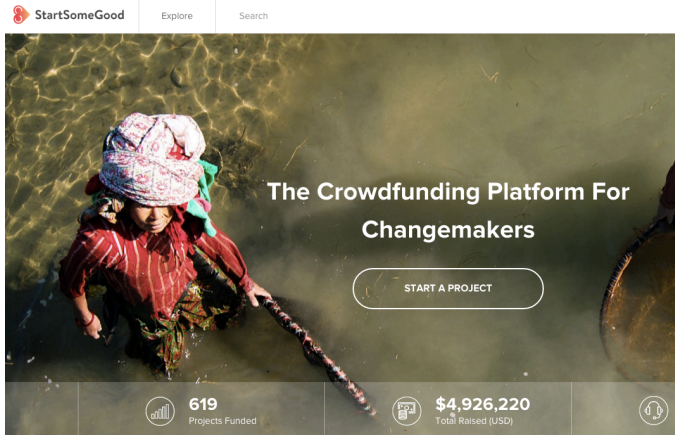 StartSomeGood
Explore
Search
The Crowdfunding Platform For
Changemakers
START A PROJECT
619
Projects Funded
$4,926,220
Total Raised (USD)